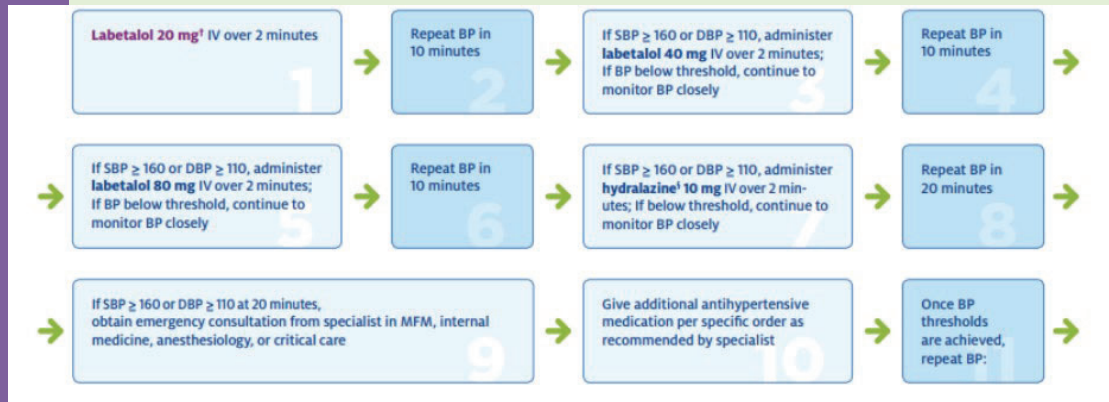 Labetalol 20 mg† IV over 2 minutes
1
Repeat BP in
10 minutes
2
If SBP ≥ 160 or DBP ≥ 110, administer
labetalol 40 mg IV over 2 minutes;
If BP below threshold, continue to
monitor BP closely
3
Repeat BP in
10 minutes
4
If SBP ≥ 160 or DBP ≥ 110, administer
labetalol 80 mg IV over 2 minutes;
If BP below threshold, continue to
monitor BP closely
5
Repeat BP in
10 minutes
6
If SBP ≥ 160 or DBP ≥ 110, administer
hydralazine§ 10 mg IV over 2 min-
utes; If below threshold, continue to
monitor BP closely
7
Repeat BP in
20 minutes
8
If SBP ≥ 160 or DBP ≥ 110 at 20 minutes,
obtain emergency consultation from specialist in MFM, internal
medicine, anesthesiology, or critical care
9
Give additional antihypertensive
medication per specific order as
recommended by specialist
10
Once BP
thresholds
are achieved,
repeat BP:
11